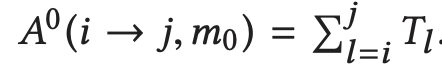 A⁰(i → j, m₀) = ∑ʲₗ₌ᵢ Tₗ.